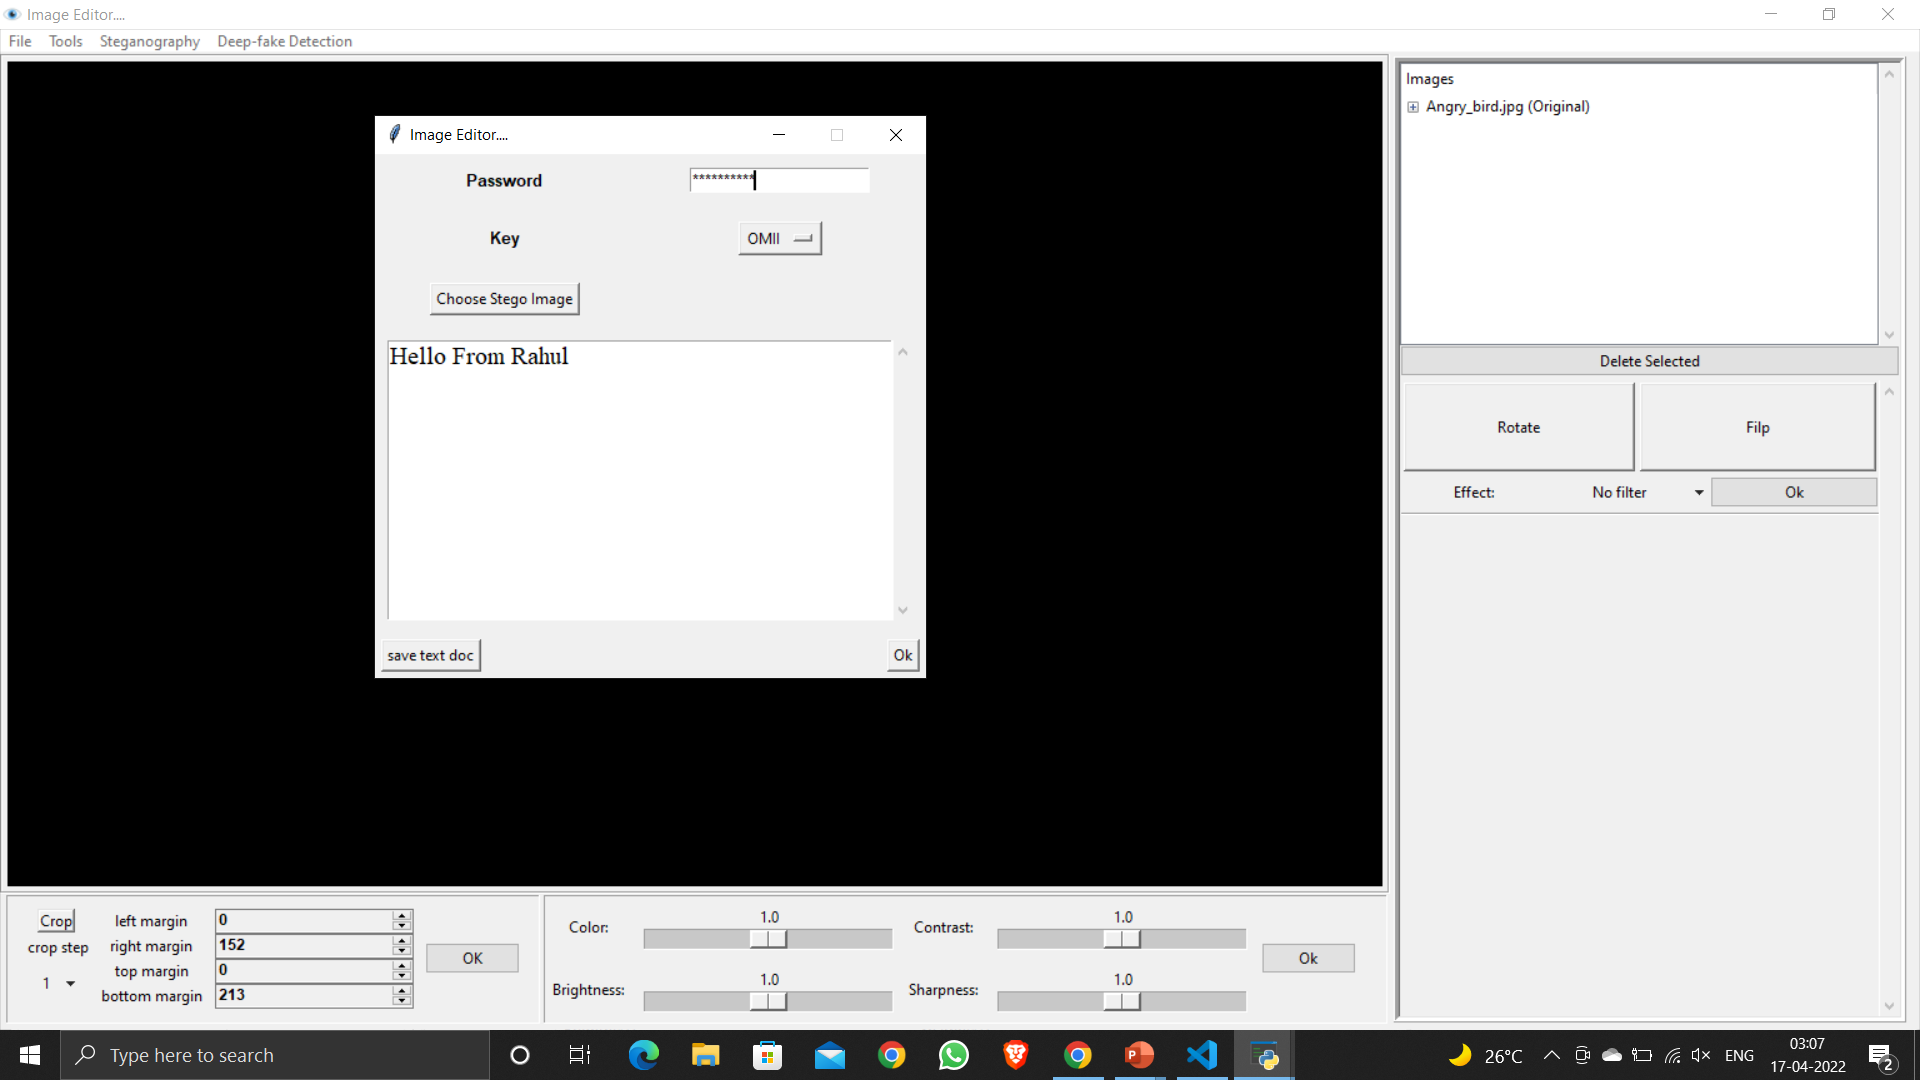 Image Editor....
File Tools Steganography Deep-fake Detection
Image Editor....
Password **********
Key OMII
Choose Stego Image
Hello From Rahul
save text doc Ok
Images
Angry_bird.jpg (Original)
Delete Selected
Rotate Filp
Effect: No filter Ok
Crop
crop step
1
left margin 0
right margin 152
top margin 0
bottom margin 213
OK
Color: 1.0
Contrast: 1.0
Brightness: 1.0
Sharpness: 1.0
Ok
Type here to search
26°C
ENG
03:07
17-04-2022
2